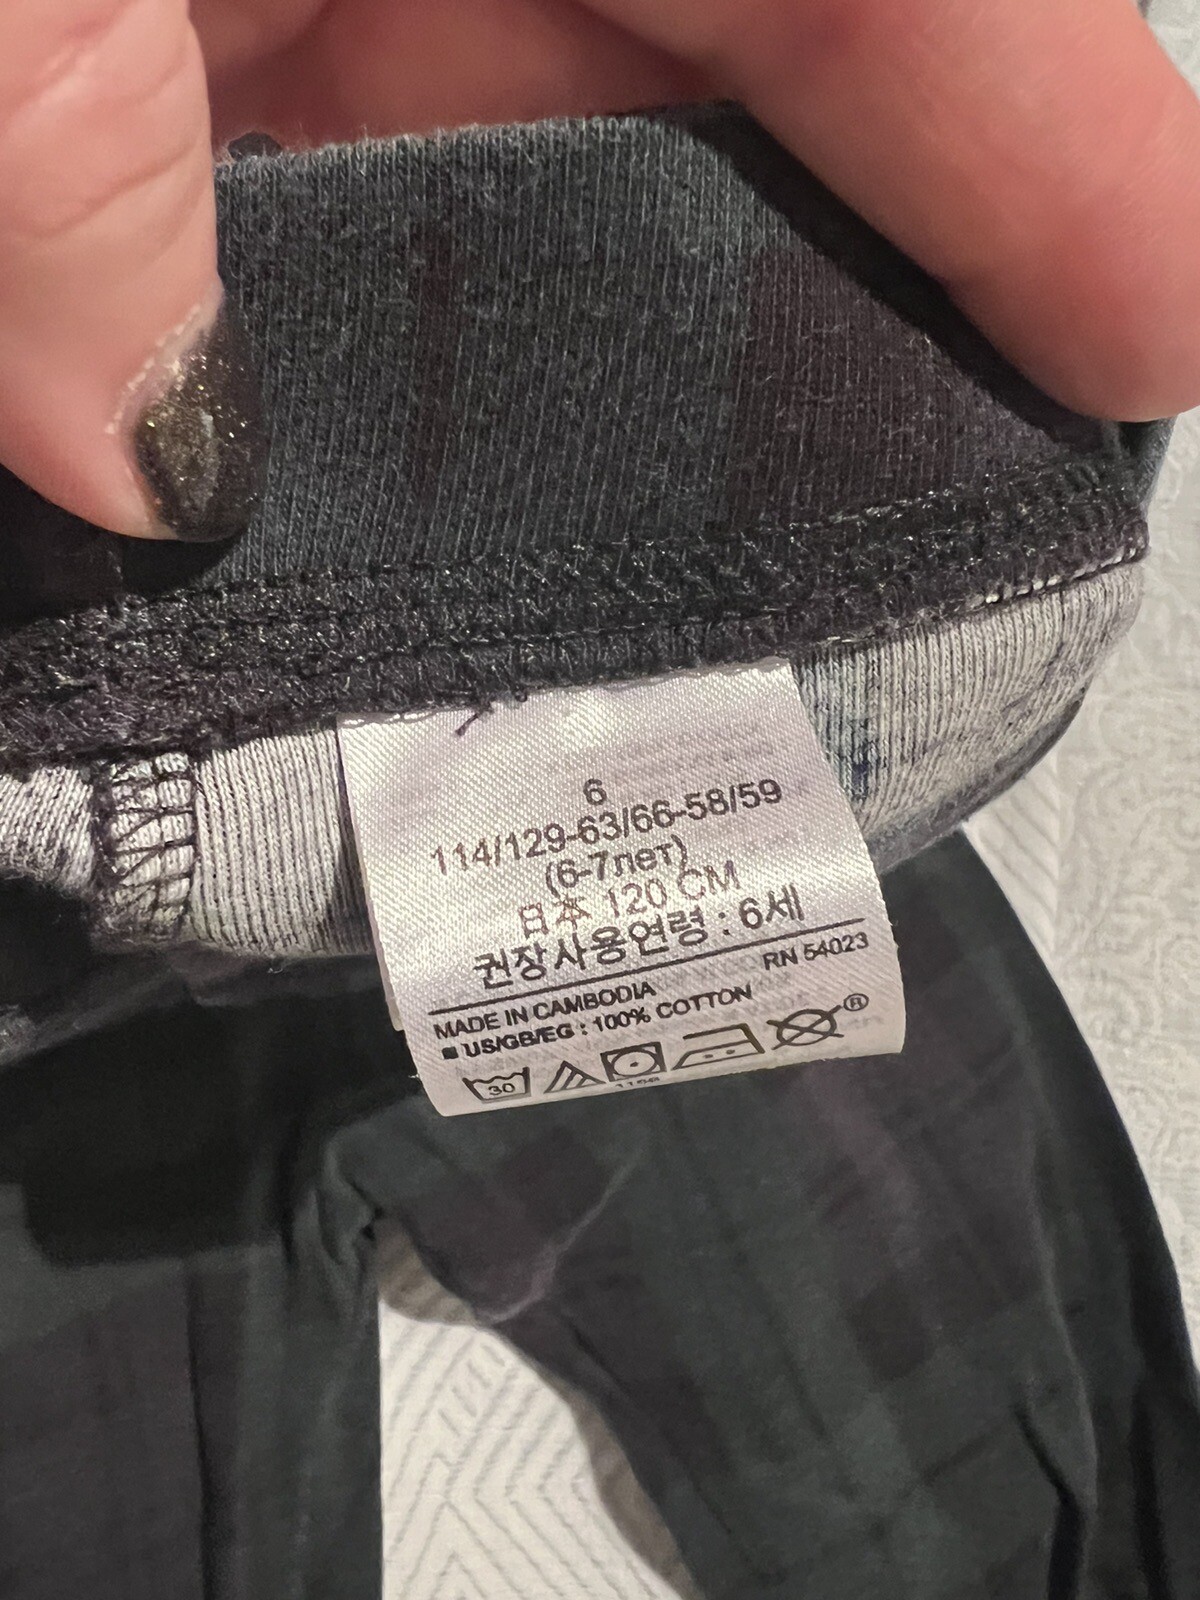 6
114/129-63/66-58/59
(6-7лет)
日本 120 CM
권장사용연령 : 6세
RN 54023
MADE IN CAMBODIA
■ US/GB/EG : 100% COTTON
30
®